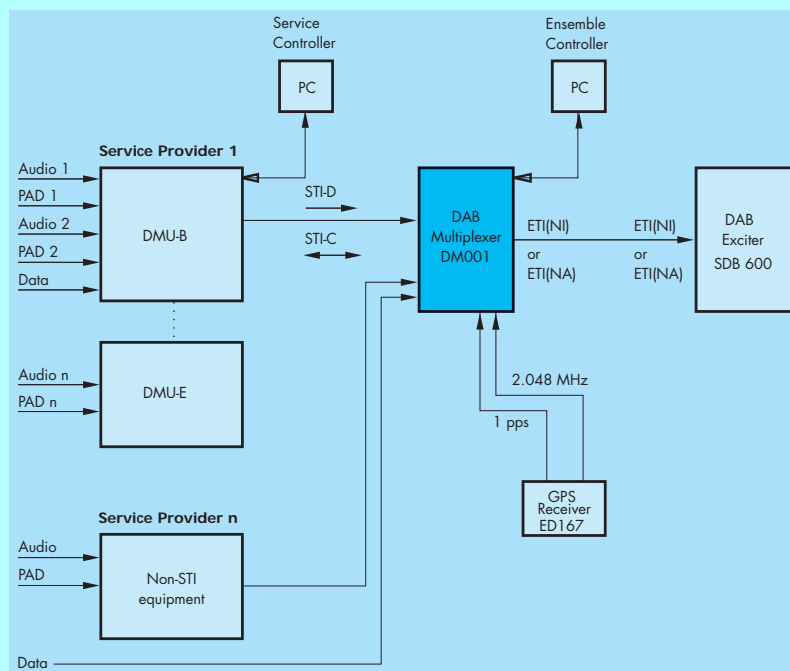 Service
Controller
PC
Ensemble
Controller
PC
Service Provider 1
Audio 1
PAD 1
Audio 2
PAD 2
Data
DMU-B
STI-D
STI-C
DAB
Multiplexer
DM001
ETI(NI)
or
ETI(NA)
ETI(NI)
or
ETI(NA)
DAB
Exciter
SDB 600
Audio n
PAD n
DMU-E
2.048 MHz
1 pps
GPS
Receiver
ED167
Service Provider n
Audio
PAD
Non-STI
equipment
Data